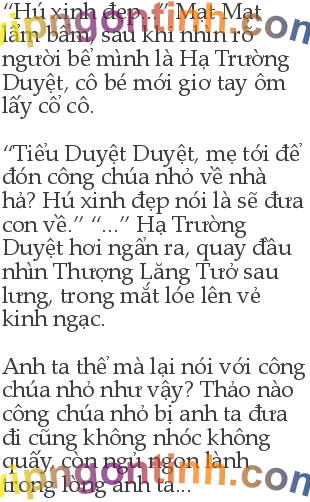 “Hú xinh đẹp...” Mạt Mạt
lẩm bẩm, sau khi nhìn rõ
người bế mình là Hạ Trường
Duyệt, cô bé mới giơ tay ôm
lấy cổ cô.
“Tiểu Duyệt Duyệt, mẹ tới để
đón công chúa nhỏ về nhà
hả? Hú xinh đẹp nói là sẽ đưa
con về.” “...” Hạ Trường
Duyệt hơi ngẩn ra, quay đầu
nhìn Thượng Lăng Tướ sau
lưng, trong mắt lóe lên vẻ
kinh ngạc.
Anh ta thế mà lại nói với công
chúa nhỏ như vậy? Thảo nào
công chúa nhỏ bị anh ta đưa
đi cũng không nhóc không
quấy, còn ngủ ngon lành
trong lòng anh ta...
vipngontinh.com